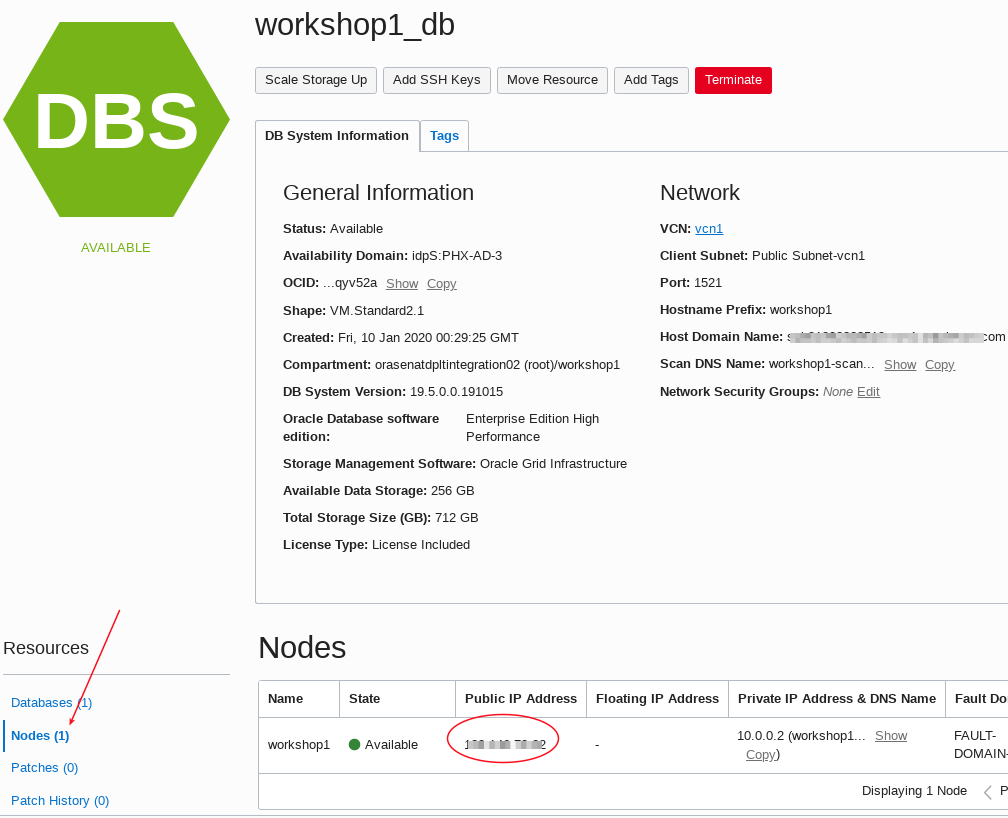 workshop1_db
DBS
AVAILABLE
Scale Storage Up Add SSH Keys Move Resource Add Tags Terminate
DB System Information Tags
General Information
Status: Available
Availability Domain: idpS:PHX-AD-3
OCID: ...qyv52a Show Copy
Shape: VM.Standard2.1
Created: Fri, 10 Jan 2020 00:29:25 GMT
Compartment: orasenatdpltintegration02 (root)/workshop1
DB System Version: 19.5.0.0.191015
Oracle Database software edition: Enterprise Edition High Performance
Storage Management Software: Oracle Grid Infrastructure
Available Data Storage: 256 GB
Total Storage Size (GB): 712 GB
License Type: License Included
Network
VCN: vcn1
Client Subnet: Public Subnet-vcn1
Port: 1521
Hostname Prefix: workshop1
Host Domain Name: com
Scan DNS Name: workshop1-scan... Show Copy
Network Security Groups: None Edit
Resources
Databases (1)
Nodes (1)
Patches (0)
Patch History (0)
Nodes
Name State Public IP Address Floating IP Address Private IP Address & DNS Name Fault Do
workshop1 Available - 10.0.0.2 (workshop1... Show Copy) FAULT-DOMAIN-
Displaying 1 Node P